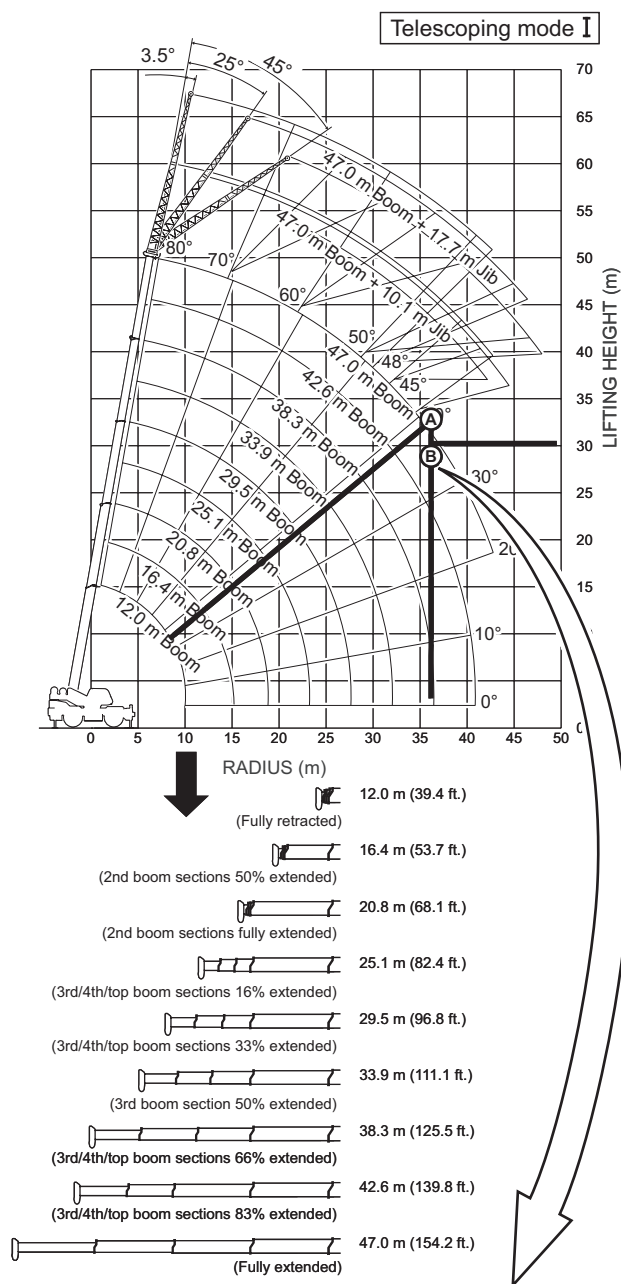 Telescoping mode I
3.5°
25°
45°
70
65
60
55
50
45
40
35
30
25
20
15
10
5
LIFTING HEIGHT (m)
80°
70°
60°
50°
48°
45°
30°
10°
0°
47.0 m Boom + 17.7 m Jib
47.0 m Boom + 10.1 m Jib
47.0 m Boom
42.6 m Boom
38.3 m Boom
33.9 m Boom
29.5 m Boom
25.1 m Boom
20.8 m Boom
16.4 m Boom
12.0 m Boom
A
B
0 5 10 15 20 25 30 35 40 45 50
RADIUS (m)
12.0 m (39.4 ft.)
(Fully retracted)
16.4 m (53.7 ft.)
(2nd boom sections 50% extended)
20.8 m (68.1 ft.)
(2nd boom sections fully extended)
25.1 m (82.4 ft.)
(3rd/4th/top boom sections 16% extended)
29.5 m (96.8 ft.)
(3rd/4th/top boom sections 33% extended)
33.9 m (111.1 ft.)
(3rd boom section 50% extended)
38.3 m (125.5 ft.)
(3rd/4th/top boom sections 66% extended)
42.6 m (139.8 ft.)
(3rd/4th/top boom sections 83% extended)
47.0 m (154.2 ft.)
(Fully extended)